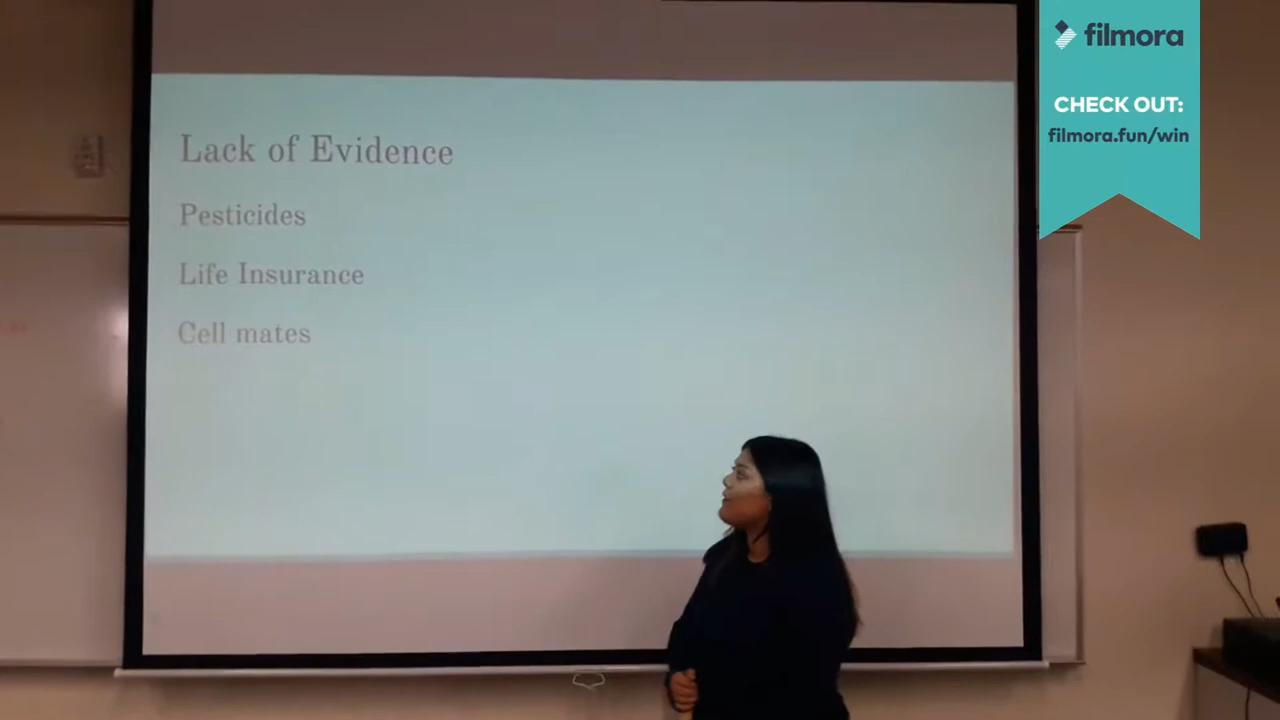 Lack of Evidence
Pesticides
Life Insurance
Cell mates
filmora
CHECK OUT:
filmora.fun/win